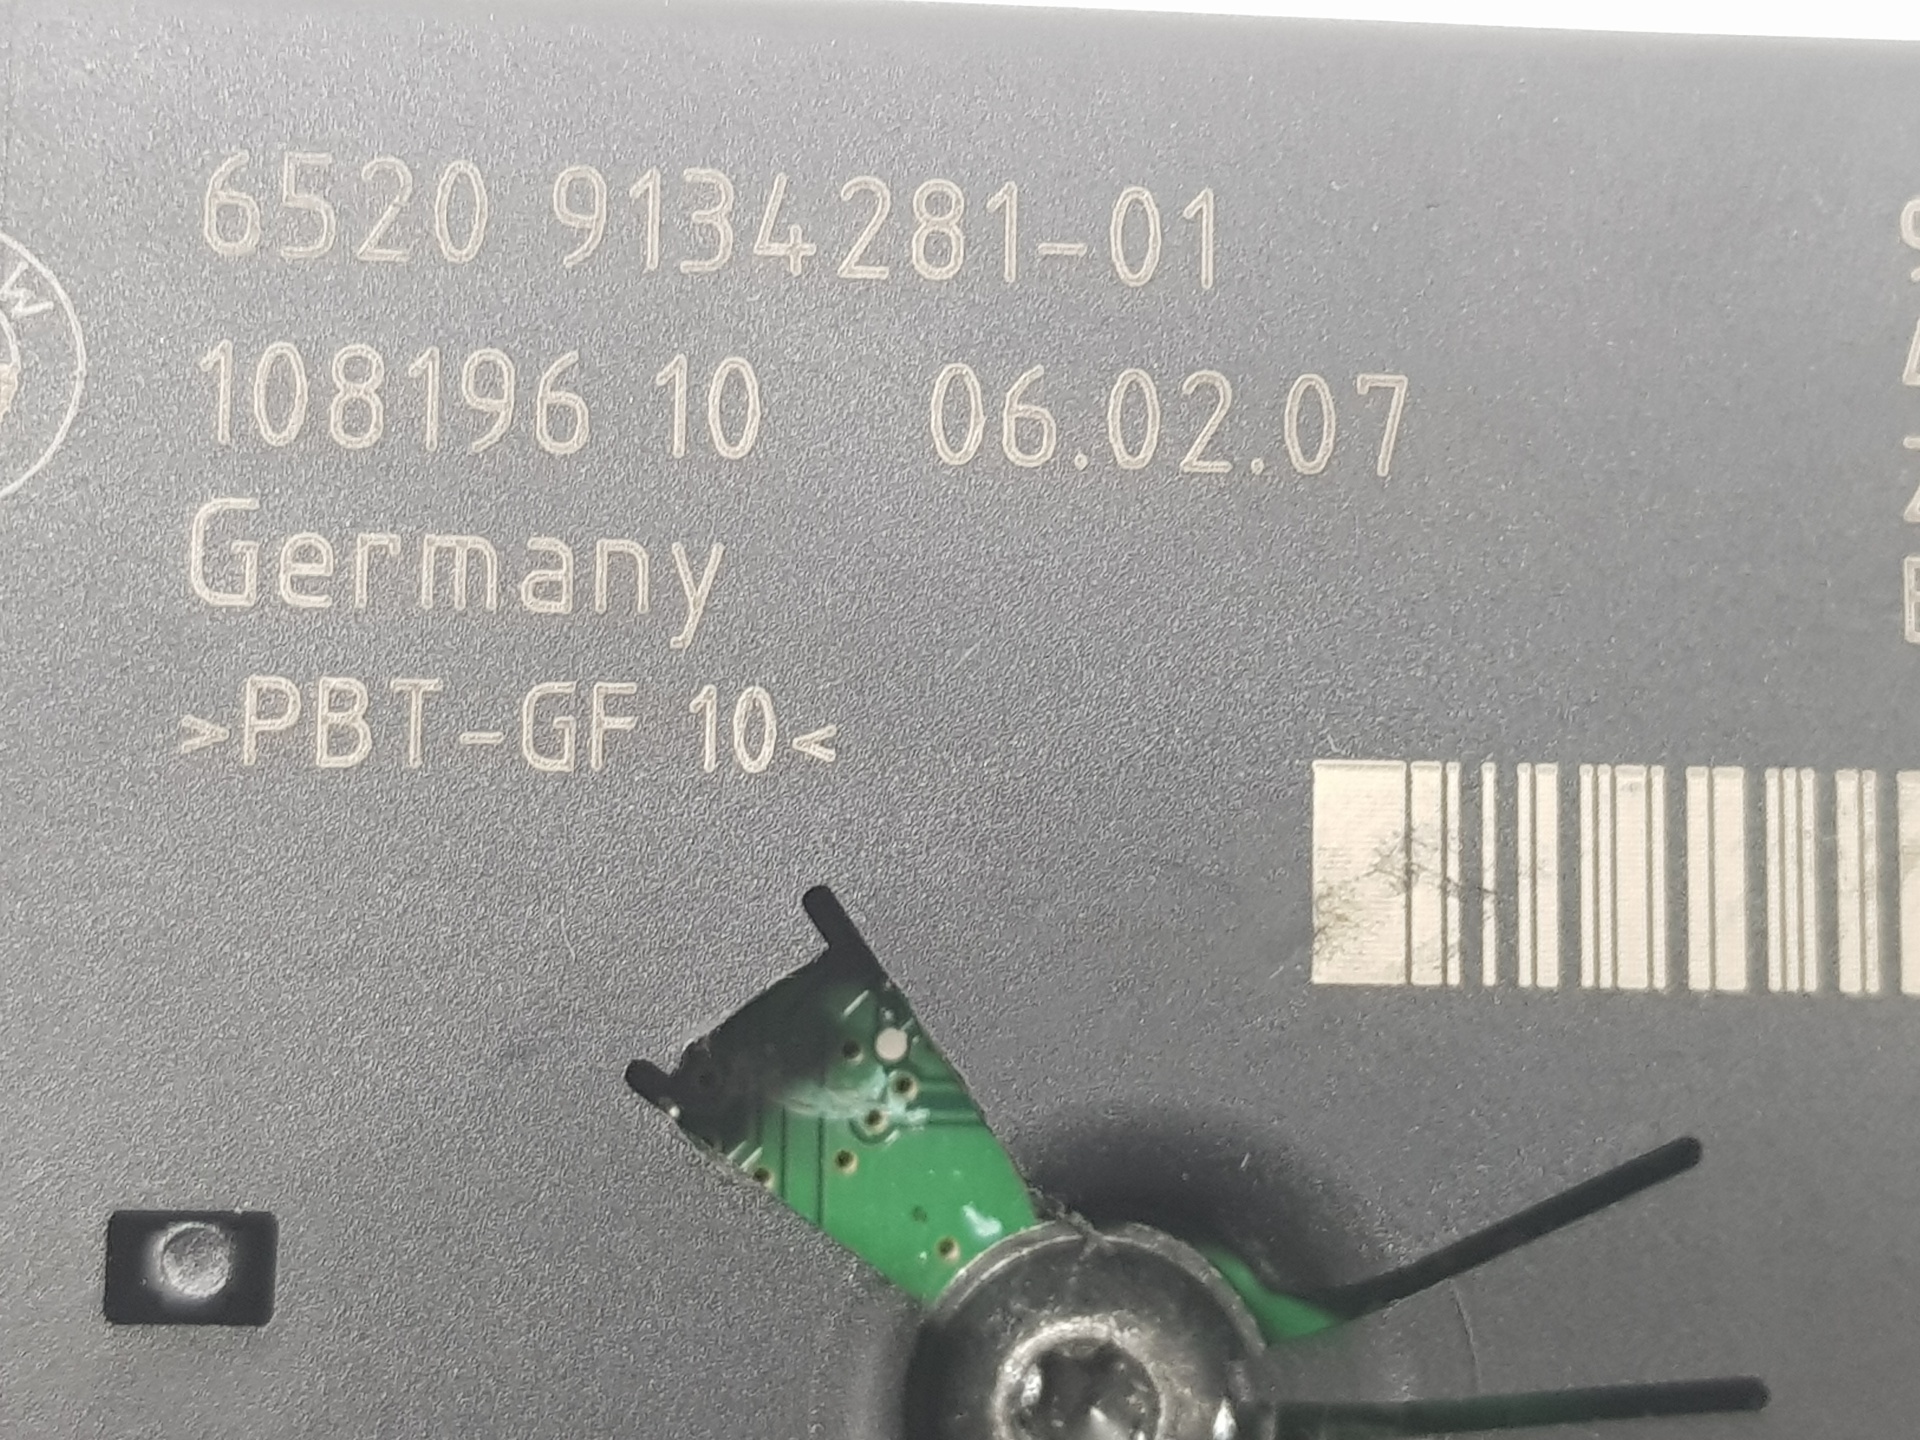 6520 9134281-01
108196 10 06.02.07
Germany
>PBT-GF 10<
W